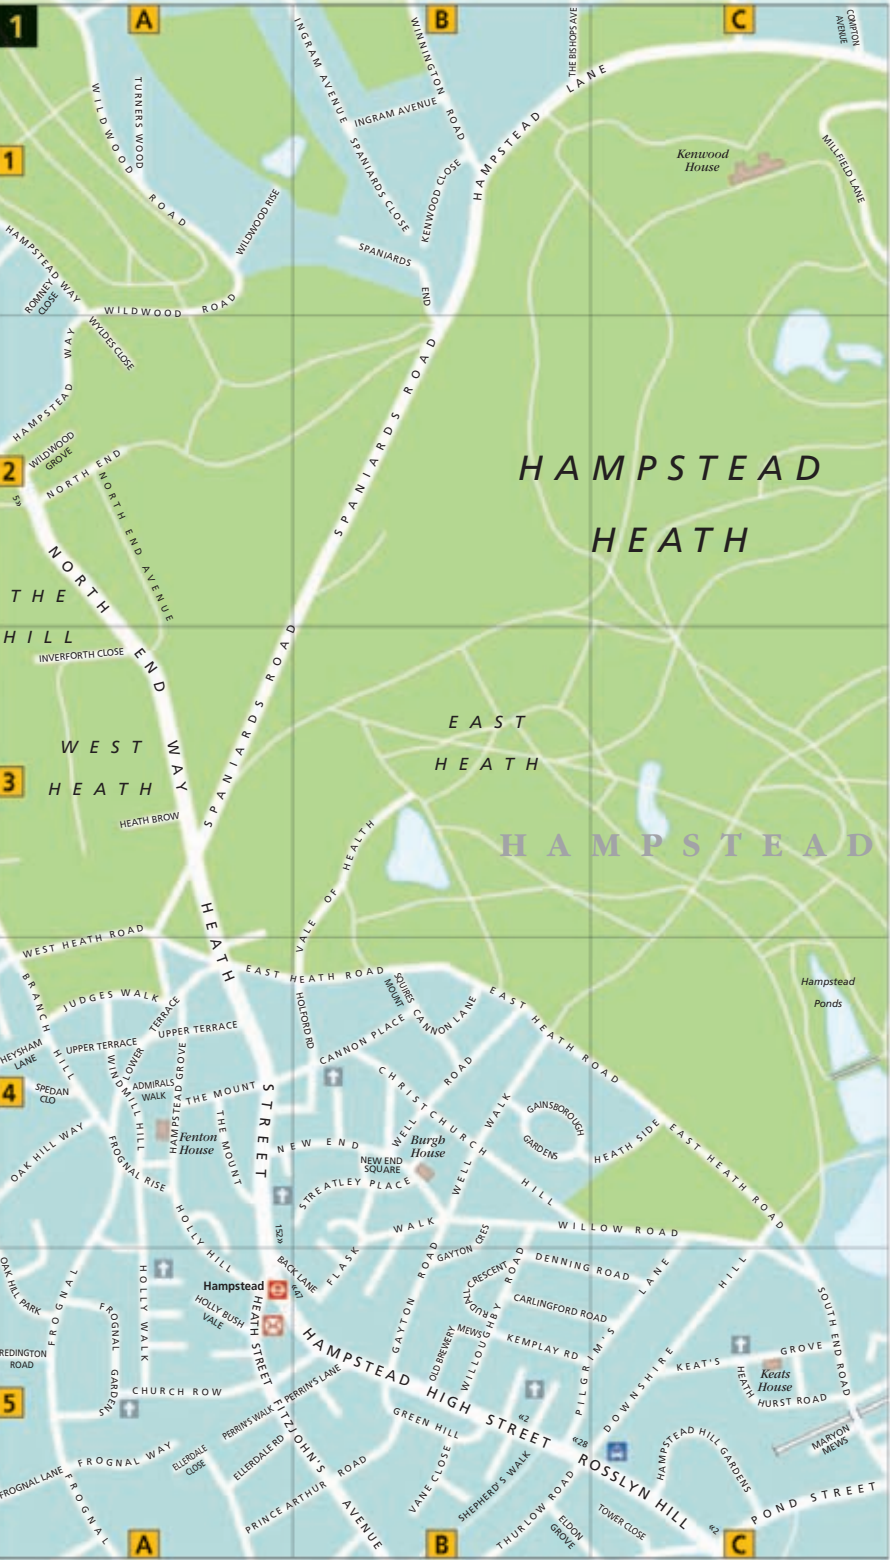 1
A
B
C
THE BISHOPS AVE
COMPTON
AVENUE
INGRAM AVENUE
WINNINGTON ROAD
HAMPSTEAD LANE
WILDWOOD ROAD
TURNERS WOOD
INGRAM AVENUE
SPANIARDS CLOSE
KENWOOD CLOSE
Kenwood
House
MILLFIELD LANE
1
WILDWOOD RISE
SPANIARDS
END
HAMPSTEAD WAY
ROMNEY
CLOSE
WILDWOOD ROAD
WYLDES CLOSE
HAMPSTEAD WAY
SPANIARDS ROAD
WILDWOOD
GROVE
2
NORTH END
NORTH END AVENUE
5»
HAMPSTEAD
HEATH
NORTH END WAY
THE
HILL
INVERFORTH CLOSE
SPANIARDS ROAD
WEST
HEATH
EAST
HEATH
3
HEATH BROW
HAMPSTEAD
VALE OF HEALTH
HEATH STREET
WEST HEATH ROAD
EAST HEATH ROAD
Hampstead
Ponds
BRANCH HILL
JUDGES WALK
LOWER TERRACE
UPPER TERRACE
UPPER TERRACE
HOLFORD RD
SQUIRES
MOUNT
CANNON LANE
CANNON PLACE
EAST HEATH ROAD
HEYSHAM
LANE
SPEDAN
CLO
4
WINDMILL HILL
ADMIRALS
WALK
HAMPSTEAD GROVE
THE MOUNT
THE MOUNT
Fenton
House
CHRISTCHURCH HILL
WELL ROAD
WELL WALK
GAINSBOROUGH
GARDENS
HEATH SIDE
EAST HEATH ROAD
OAK HILL WAY
FROGNAL RISE
NEW END
NEW END
SQUARE
Burgh
House
STREATLEY PLACE
HOLLY HILL
152»
FLASK WALK
WILLOW ROAD
BACK LANE
«47
GAYTON CRES
GAYTON ROAD
DENNING ROAD
Hampstead
HOLLY BUSH
VALE
OAK HILL PARK
FROGNAL
HOLLY WALK
FROGNAL GARDENS
HEATH STREET
RUDALL CRESCENT
CARLINGFORD ROAD
WILLOUGHBY ROAD
OLD BREWERY
MEWS
KEMPLAY RD
PILGRIMS LANE
DOWNSHIRE HILL
SOUTH END ROAD
KEAT'S GROVE
HEATH
Keats
House
HURST ROAD
REDINGTON
ROAD
5
CHURCH ROW
HAMPSTEAD HIGH STREET
PERRIN'S WALK
PERRIN'S LANE
GREEN HILL
«2
«28
ROSSLYN HILL
HAMPSTEAD HILL GARDENS
MARYON
MEWS
FROGNAL LANE
FROGNAL WAY
FROGNAL
ELLERDALE
CLOSE
ELLERDALE RD
FITZJOHN'S AVENUE
PRINCE ARTHUR ROAD
VANE CLOSE
SHEPHERD'S WALK
THURLOW ROAD
ELDON
GROVE
TOWER CLOSE
«2
POND STREET
A
B
C